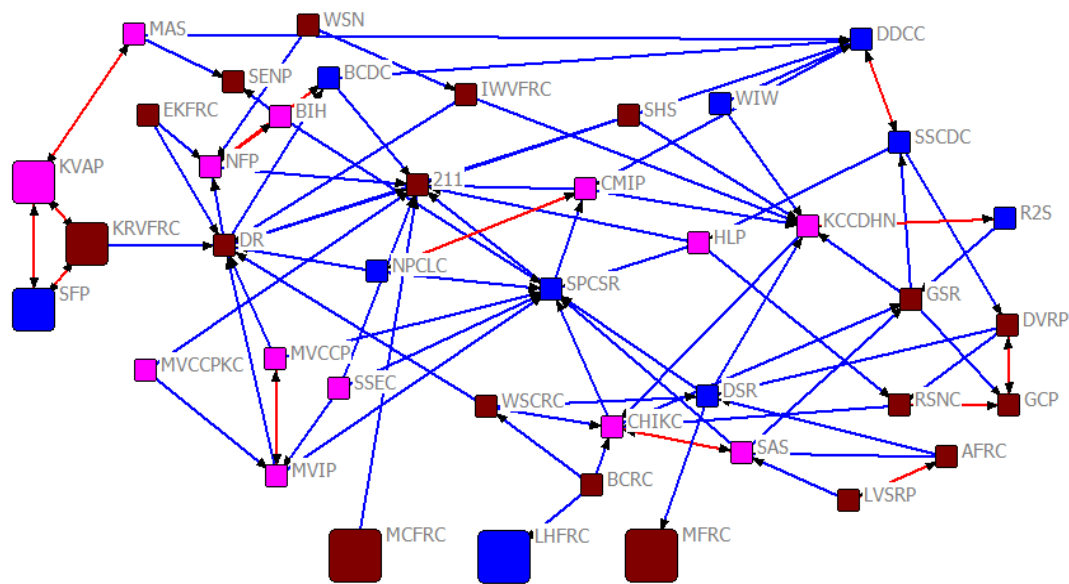 WSN
MAS
DDCC
SENP
BCDC
IWVFRC
WIW
EKFRC
BIH
SHS
SSCDC
KVAP
NFP
211
CMIP
R2S
KCCDHN
KRVFRC
DR
HLP
NPCLC
SFP
SPCSR
GSR
DVRP
MVCCP
MVCCPKC
SSEC
DSR
WSCRC
RSNC
GCP
CHIKC
SAS
AFRC
MVIP
BCRC
LVSRP
MCFRC
LHFRC
MFRC